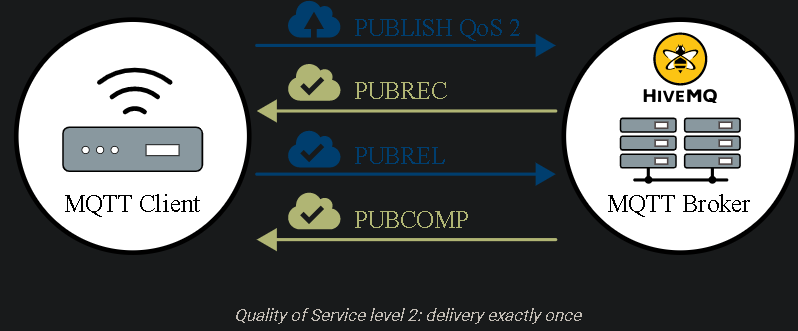 PUBLISH QoS 2
PUBREC
PUBREL
PUBCOMP
MQTT Client
HIVEMQ
MQTT Broker
Quality of Service level 2: delivery exactly once